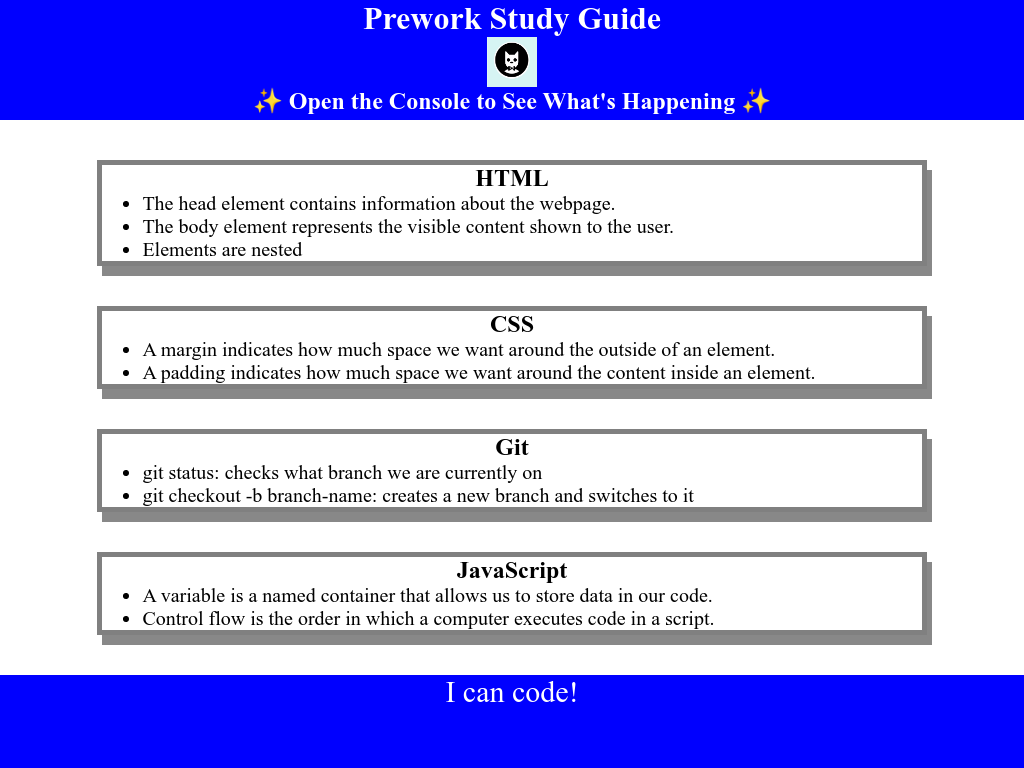 Prework Study Guide
✨ Open the Console to See What's Happening ✨
HTML
• The head element contains information about the webpage.
• The body element represents the visible content shown to the user.
• Elements are nested
CSS
• A margin indicates how much space we want around the outside of an element.
• A padding indicates how much space we want around the content inside an element.
Git
• git status: checks what branch we are currently on
• git checkout -b branch-name: creates a new branch and switches to it
JavaScript
• A variable is a named container that allows us to store data in our code.
• Control flow is the order in which a computer executes code in a script.
I can code!